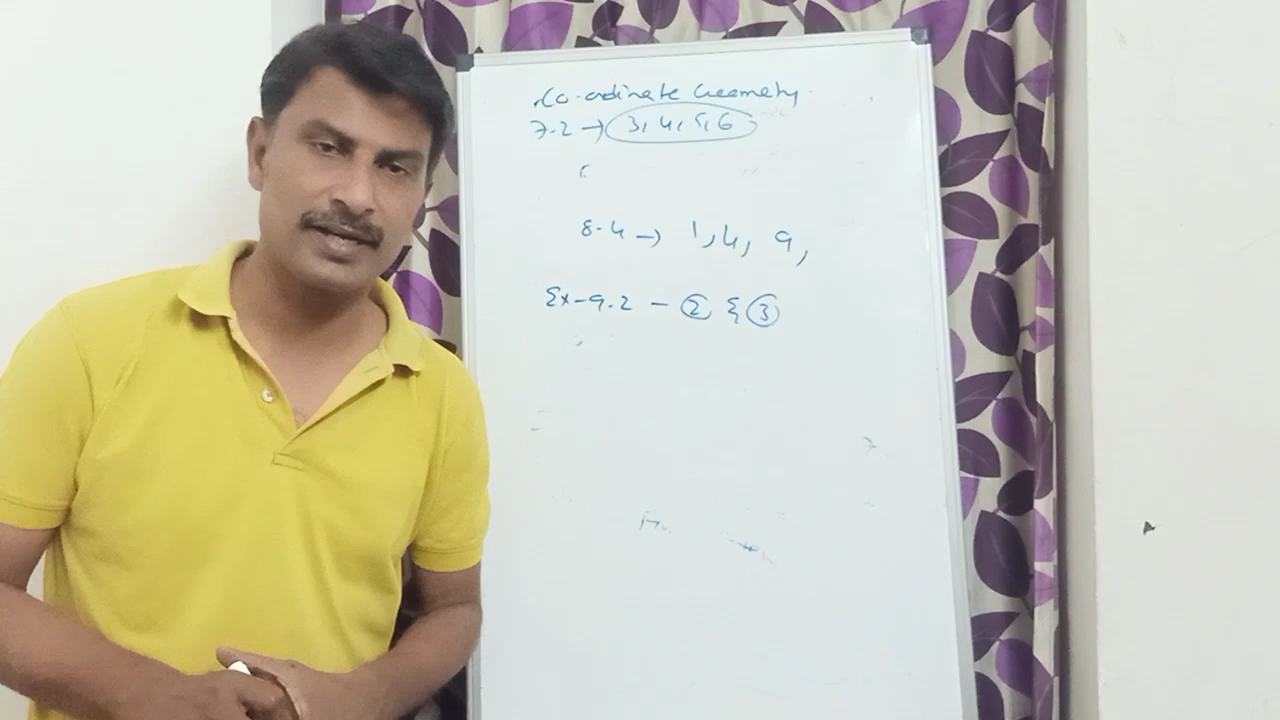 Co-ordinate Geometry
7.2 → 3, 4, 5, 6
8.4 → 1, 4, 9,
Ex-9.2 - 2 & 3